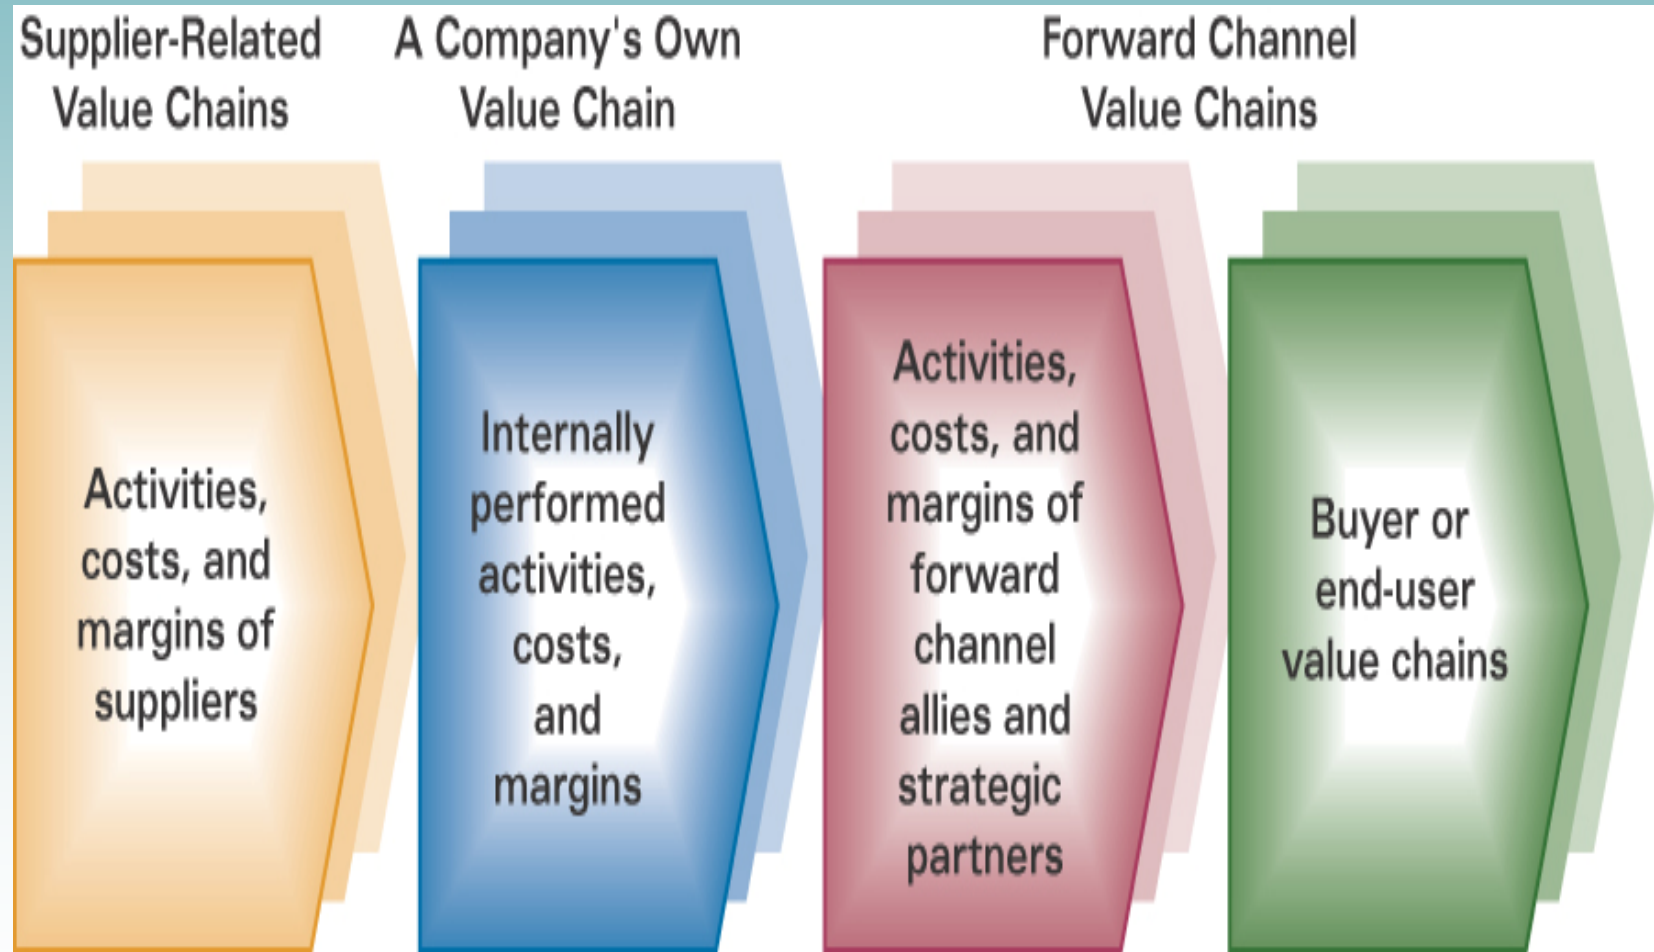 Supplier-Related
Value Chains
A Company's Own
Value Chain
Forward Channel
Value Chains
Activities,
costs, and
margins of
suppliers
Internally
performed
activities,
costs,
and
margins
Activities,
costs, and
margins of
forward
channel
allies and
strategic
partners
Buyer or
end-user
value chains